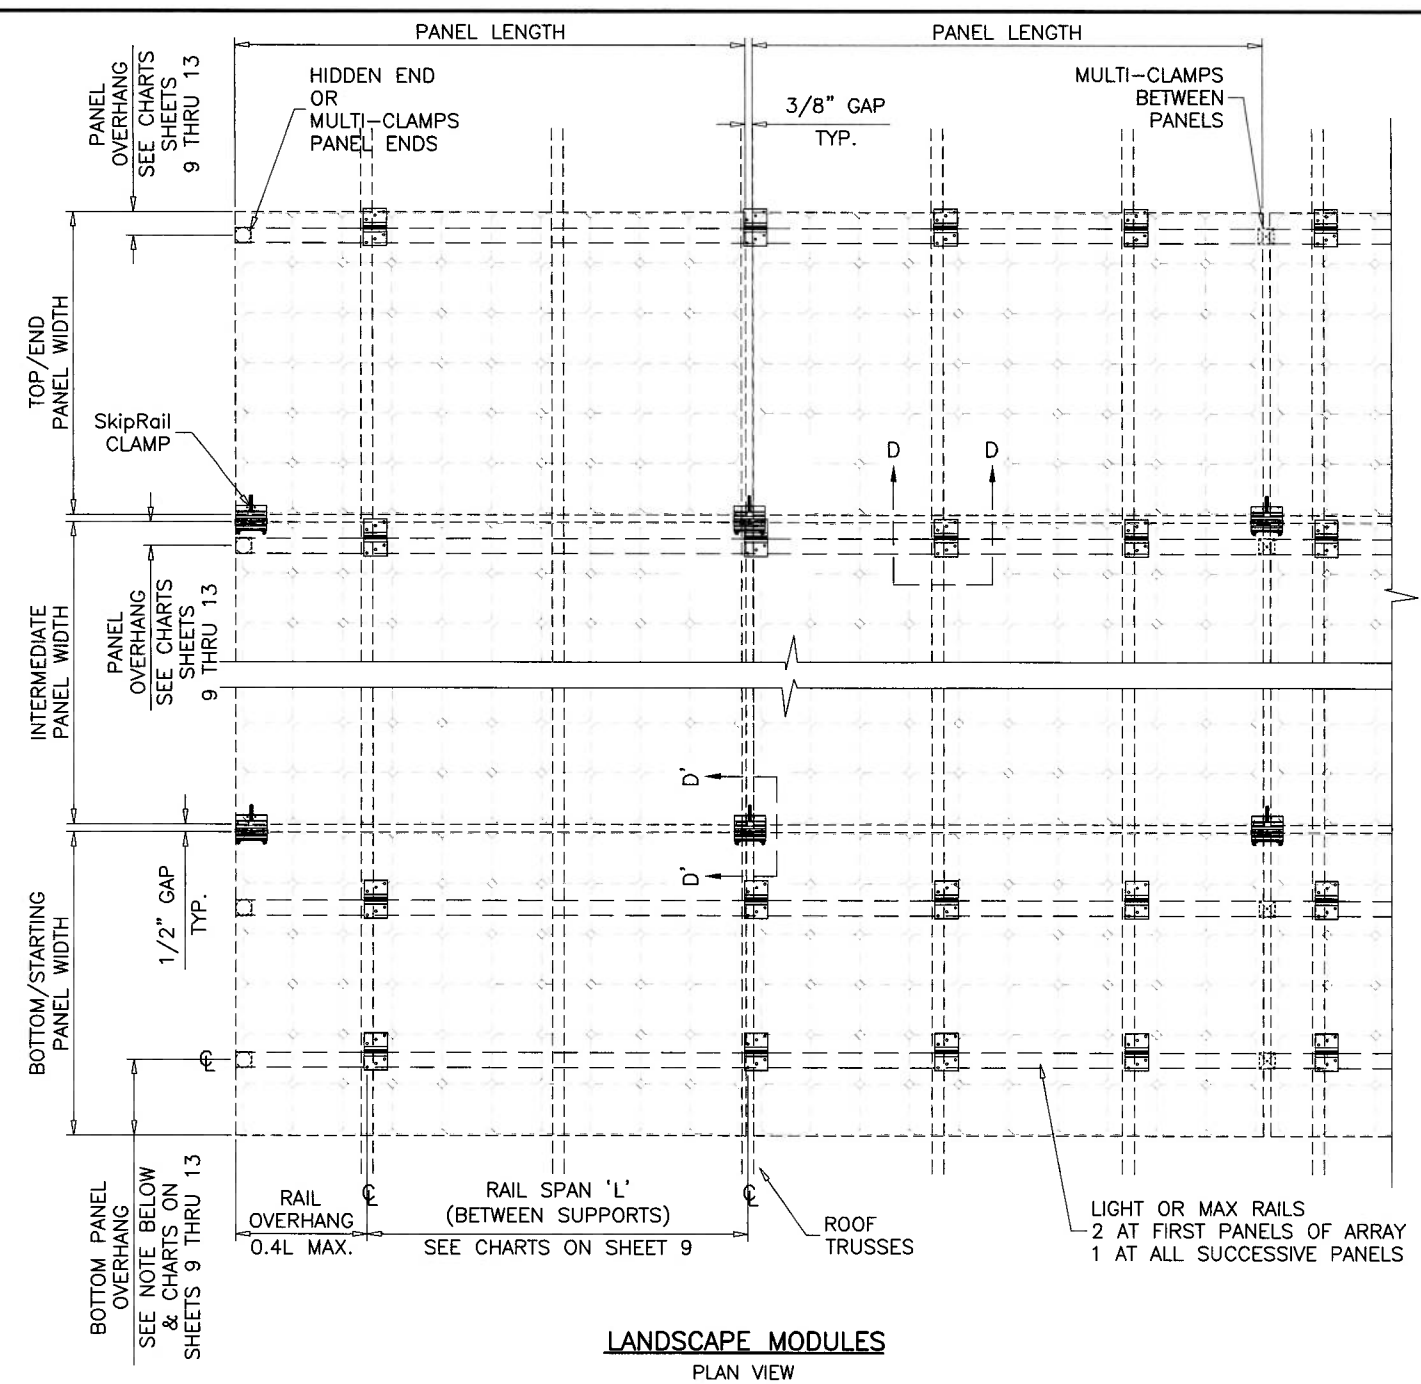 PANEL LENGTH
PANEL LENGTH
PANEL
OVERHANG
SEE CHARTS
SHEETS
9 THRU 13
HIDDEN END
OR
MULTI-CLAMPS
PANEL ENDS
3/8" GAP
TYP.
MULTI-CLAMPS
BETWEEN
PANELS
TOP/END
PANEL WIDTH
SkipRail
CLAMP
D
D
INTERMEDIATE
PANEL WIDTH
PANEL
OVERHANG
SEE CHARTS
SHEETS
9 THRU 13
D'
D'
1/2" GAP
TYP.
BOTTOM/STARTING
PANEL WIDTH
℄
BOTTOM PANEL
OVERHANG
SEE NOTE BELOW
& CHARTS ON
SHEETS 9 THRU 13
RAIL
OVERHANG
0.4L MAX.
℄
RAIL SPAN 'L'
(BETWEEN SUPPORTS)
SEE CHARTS ON SHEET 9
℄
ROOF
TRUSSES
LIGHT OR MAX RAILS
2 AT FIRST PANELS OF ARRAY
1 AT ALL SUCCESSIVE PANELS
LANDSCAPE MODULES
PLAN VIEW